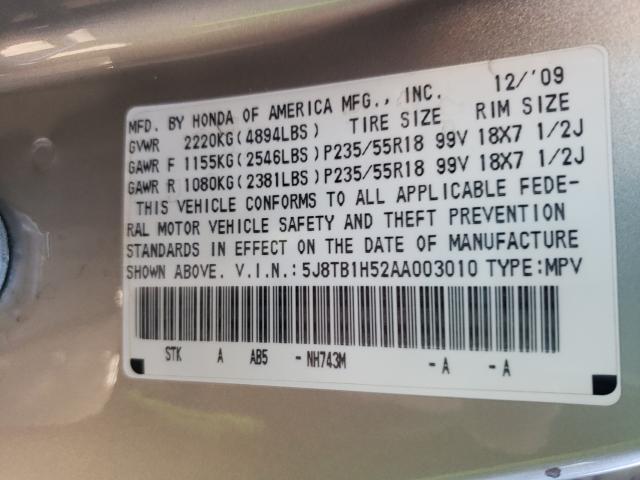 MFD. BY HONDA OF AMERICA MFG., INC. 12/'09
GVWR 2220KG(4894LBS) TIRE SIZE RIM SIZE
GAWR F 1155KG(2546LBS)P235/55R18 99V 18X7 1/2J
GAWR R 1080KG(2381LBS)P235/55R18 99V 18X7 1/2J
THIS VEHICLE CONFORMS TO ALL APPLICABLE FEDE-
RAL MOTOR VEHICLE SAFETY AND THEFT PREVENTION
STANDARDS IN EFFECT ON THE DATE OF MANUFACTURE
SHOWN ABOVE. V.I.N.:5J8TB1H52AA003010 TYPE:MPV
STK A AB5 -NH743M -A -A